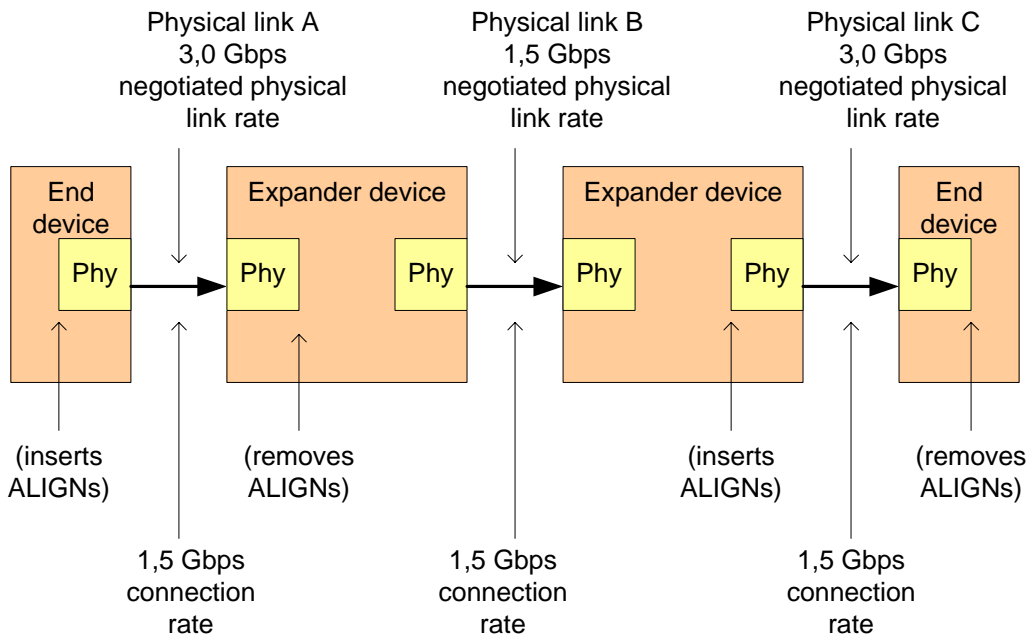 Physical link A
3,0 Gbps
negotiated physical
link rate
Physical link B
1,5 Gbps
negotiated physical
link rate
Physical link C
3,0 Gbps
negotiated physical
link rate
End
device
Expander device
Expander device
End
device
Phy
Phy
Phy
Phy
Phy
(inserts
ALIGNs)
(removes
ALIGNs)
(inserts
ALIGNs)
(removes
ALIGNs)
1,5 Gbps
connection
rate
1,5 Gbps
connection
rate
1,5 Gbps
connection
rate